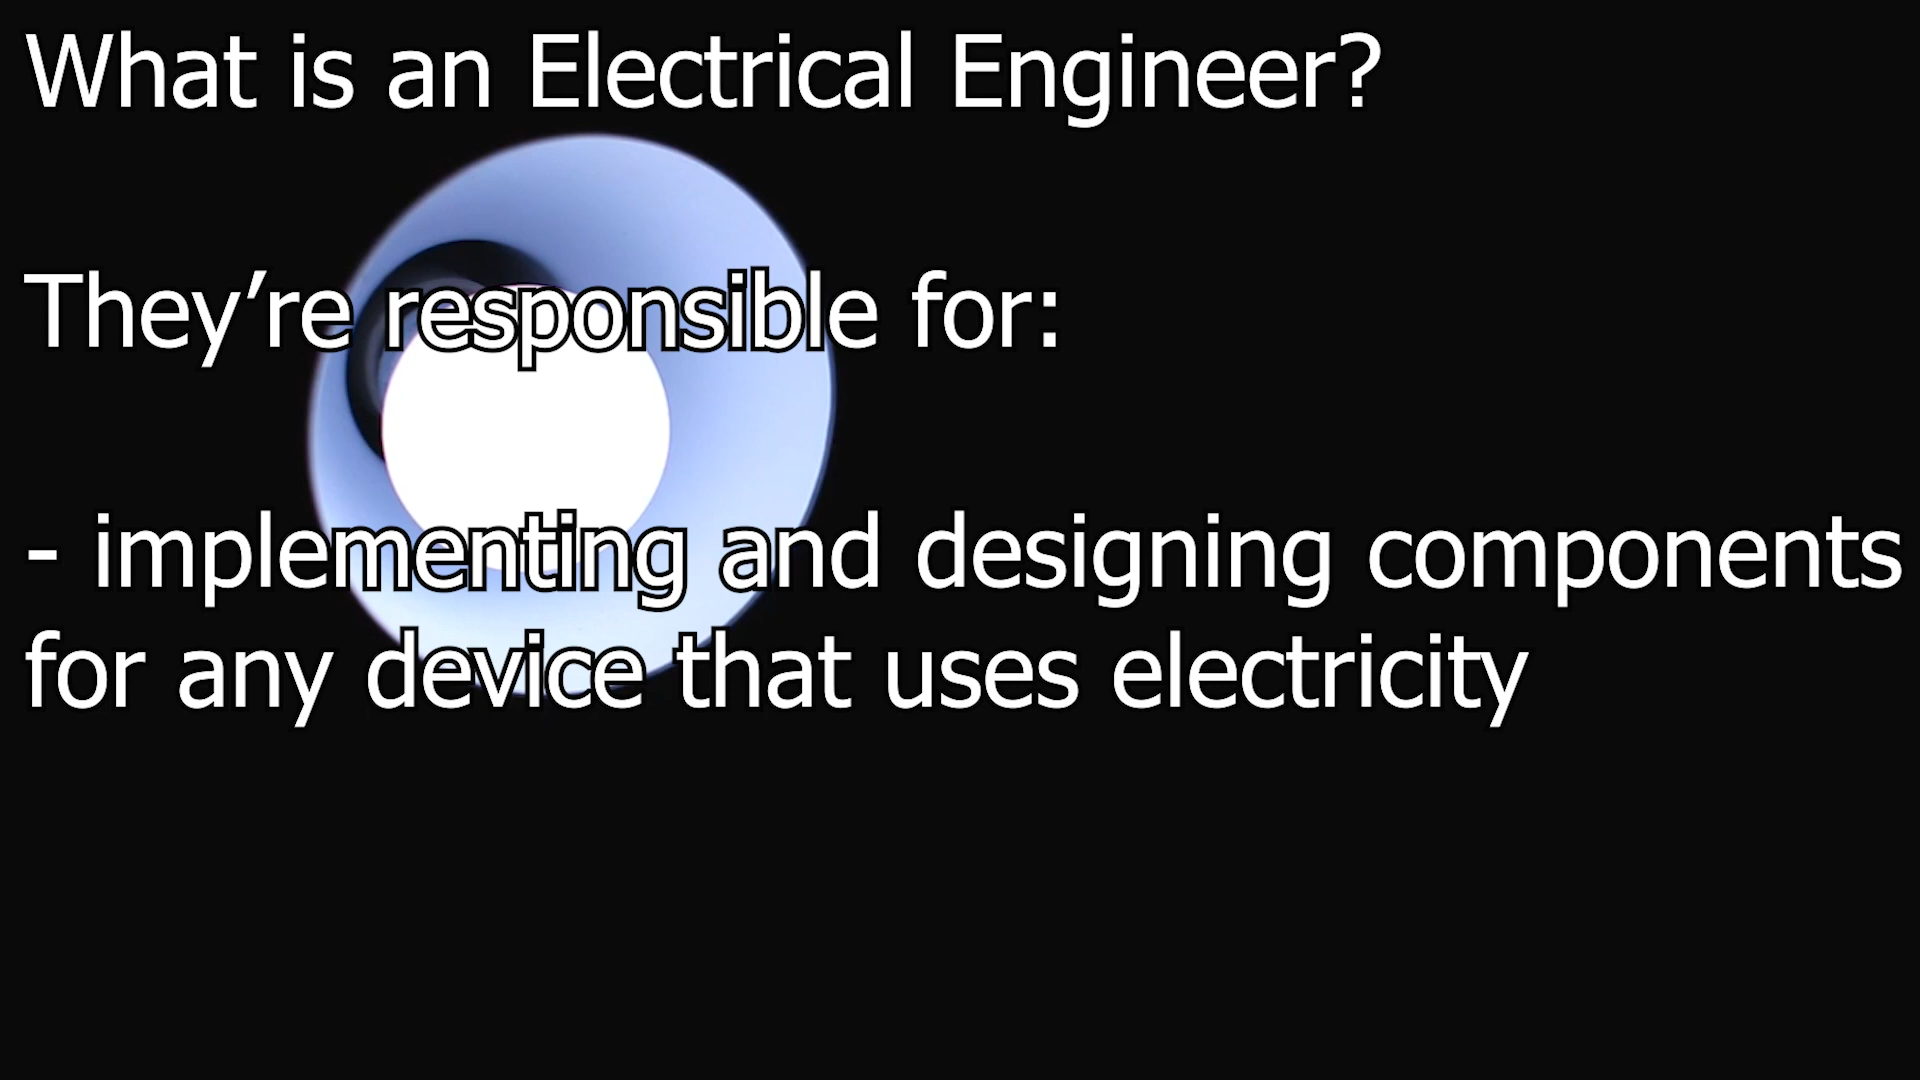 What is an Electrical Engineer?
They’re responsible for:
- implementing and designing components
for any device that uses electricity